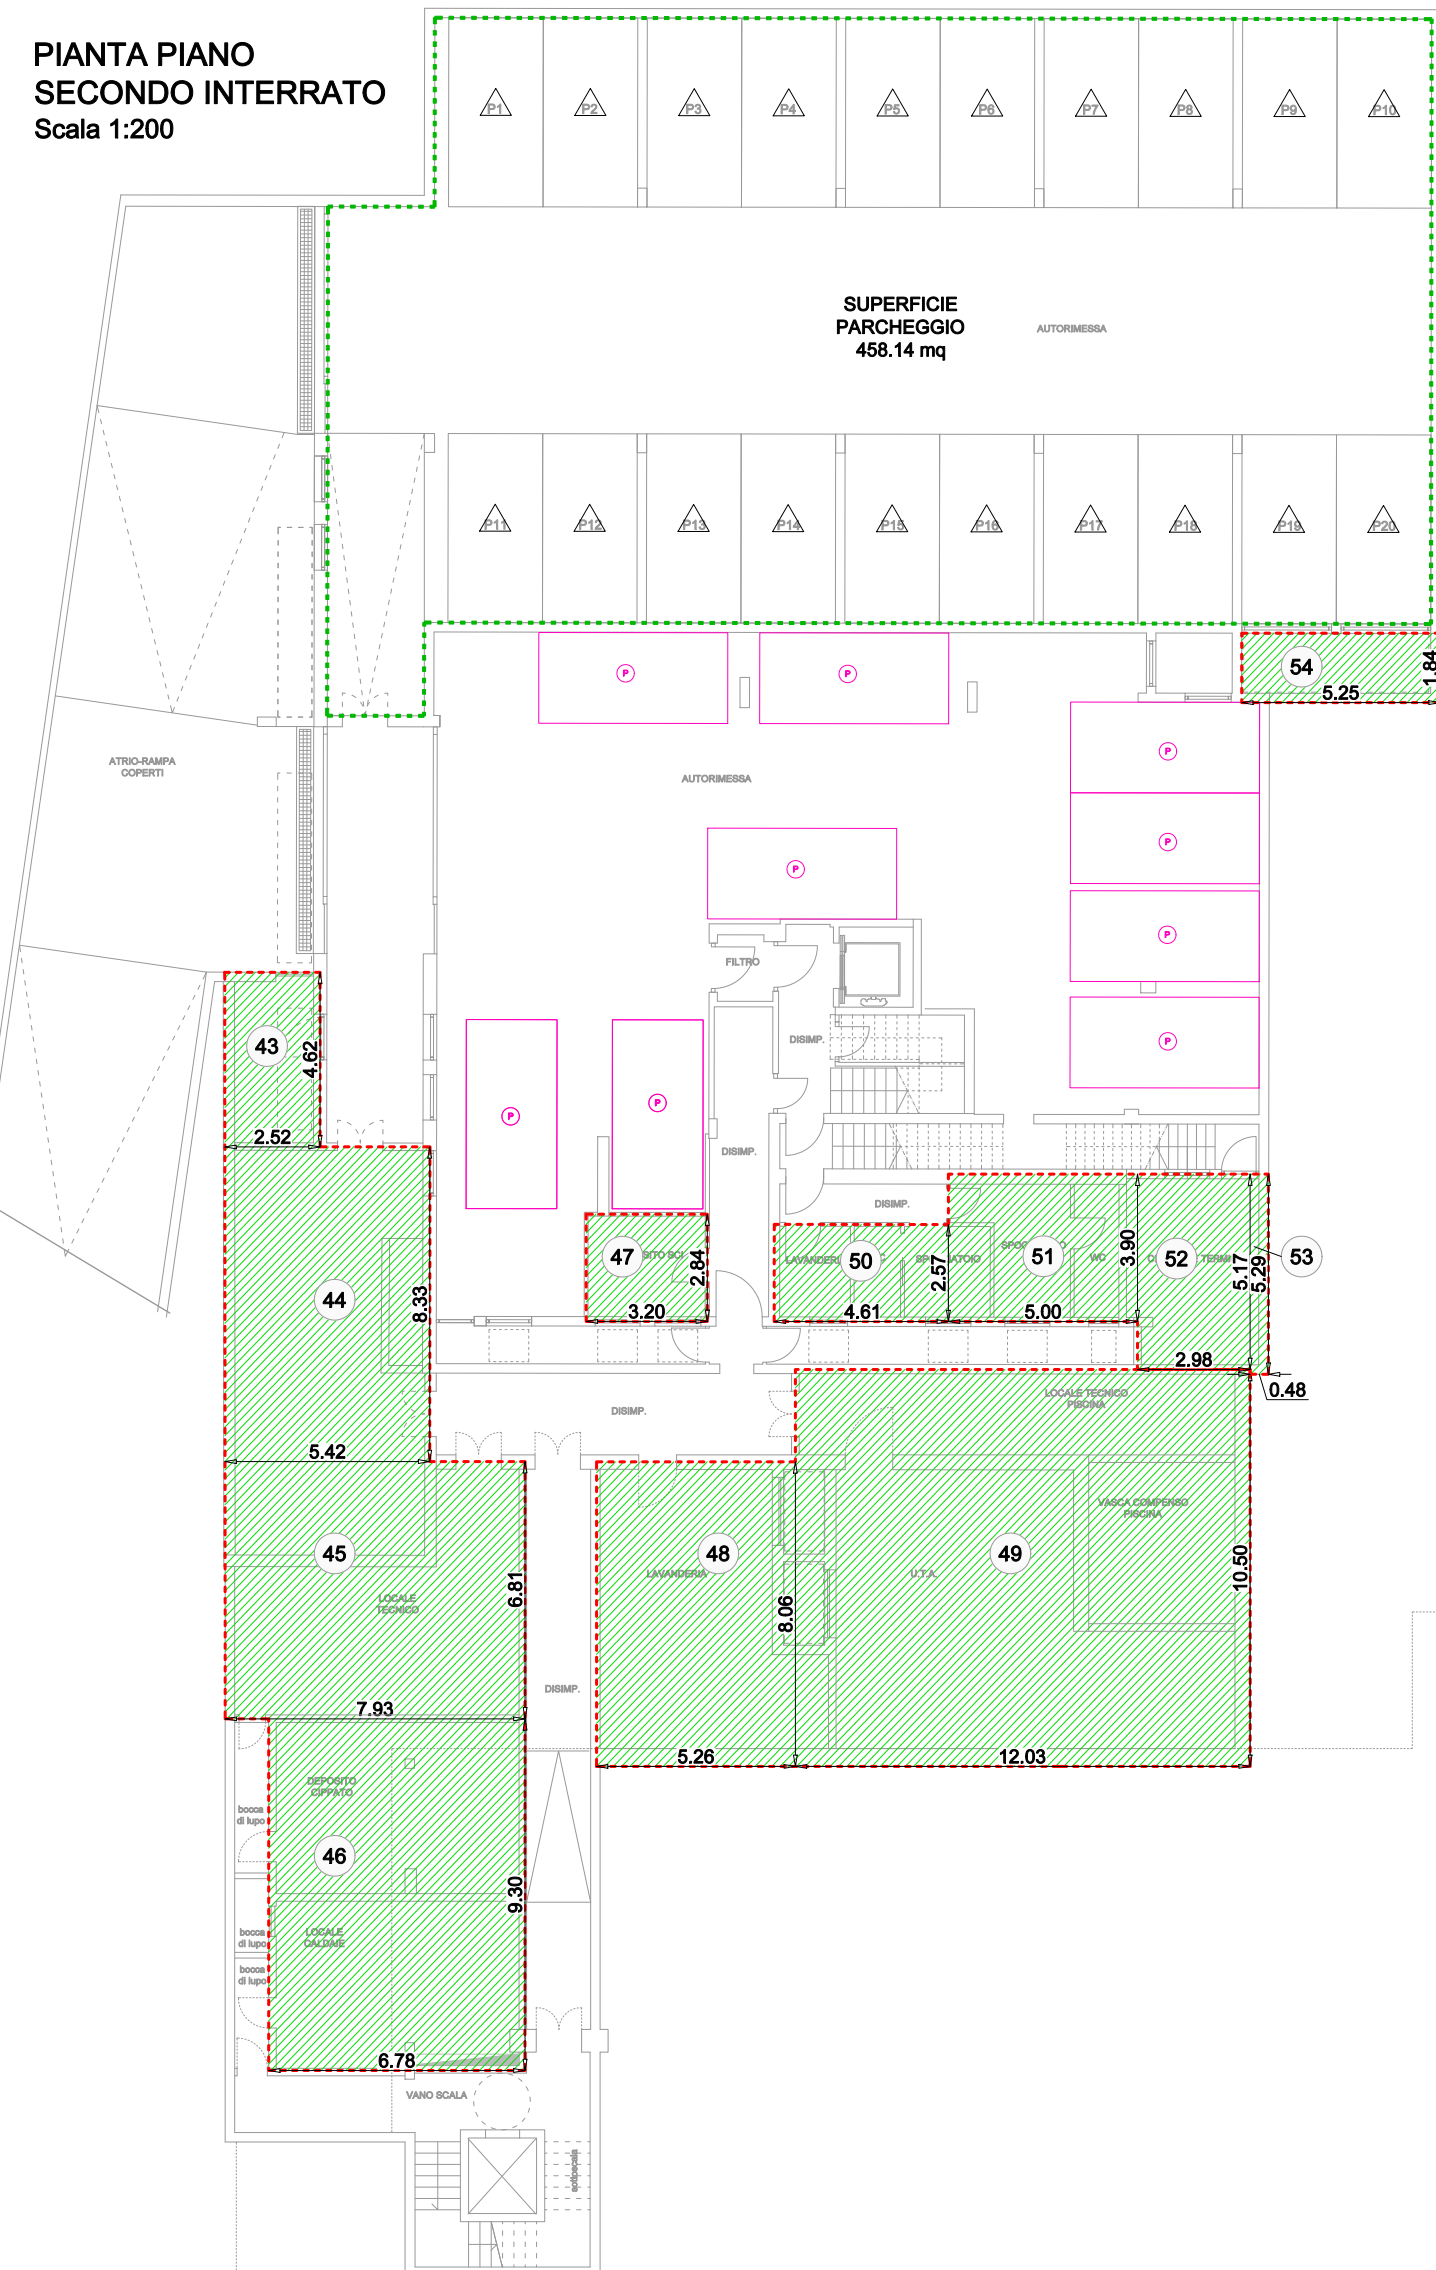 PIANTA PIANO
SECONDO INTERRATO
Scala 1:200
P1
P2
P3
P4
P5
P6
P7
P8
P9
P10
SUPERFICIE
PARCHEGGIO
458.14 mq
AUTORIMESSA
P11
P12
P13
P14
P15
P16
P17
P18
P19
P20
54
1.84
5.25
P
P
P
ATRIO-RAMPA
COPERTI
AUTORIMESSA
P
P
P
FILTRO
P
43
4.62
DISIMP.
P
P
2.52
DISIMP.
DISIMP.
47
SITO SCI
2.84
3.20
LAVANDERI
50
2.57
4.61
51
WC
3.90
5.00
52
TERMI
5.17
5.29
53
44
8.33
2.98
0.48
LOCALE TECNICO
PISCINA
DISIMP.
5.42
VASCA COMPENSO
PISCINA
45
48
49
LAVANDERIA
U.T.A.
6.81
8.06
10.50
LOCALE
TECNICO
DISIMP.
7.93
5.26
12.03
DEPOSITO
CIPPATO
bocca
di lupo
46
9.30
bocca
di lupo
LOCALE
CALDAIE
bocca
di lupo
6.78
VANO SCALA
sottoscala